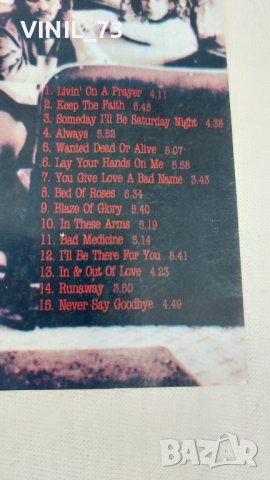 VINIL_73
1. Livin' On A Prayer 4.11
2. Keep The Faith 5.45
3. Someday I'll Be Saturday Night 4.38
4. Always 5.52
5. Wanted Dead Or Alive 5.07
6. Lay Your Hands On Me 5.58
7. You Give Love A Bad Name 3.43
8. Bed Of Roses 6.34
9. Blaze Of Glory 5.40
10. In These Arms 5.19
11. Bad Medicine 5.14
12. I'll Be There For You 5.41
13. In & Out Of Love 4.23
14. Runaway 3.50
15. Never Say Goodbye 4.49
BAZAR
bazar.bg